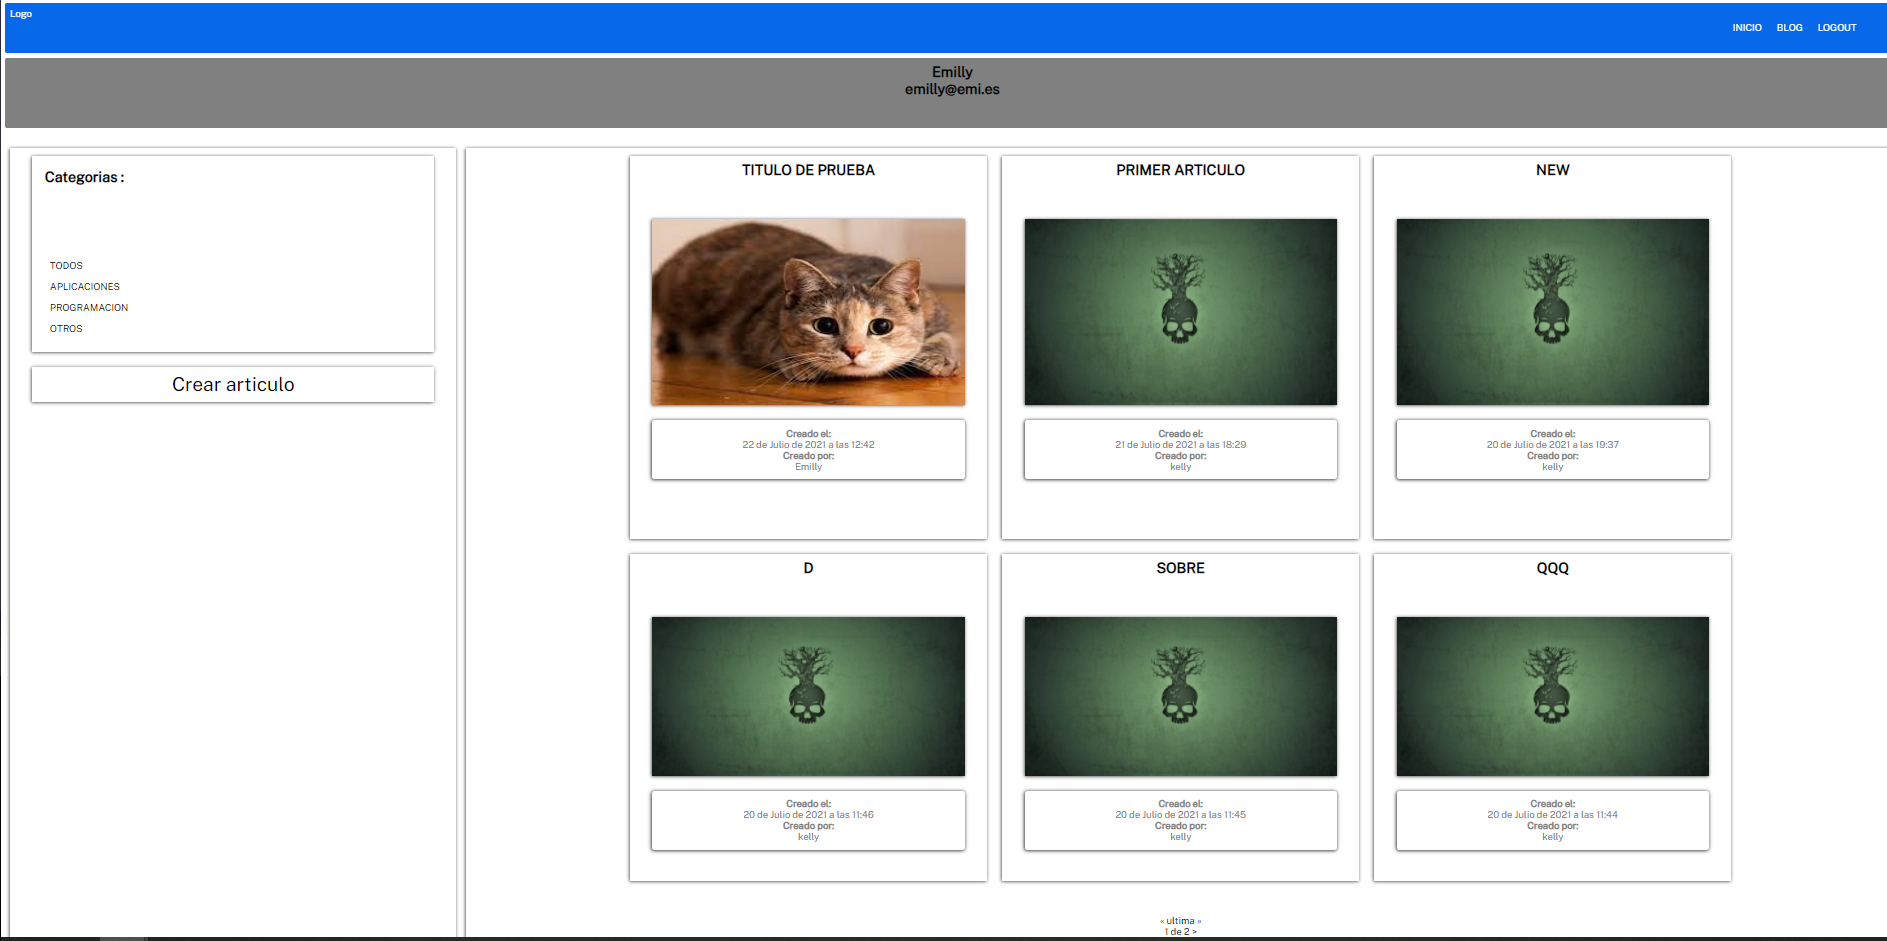 Logo
INICIO BLOG LOGOUT
Emilly
emilly@emi.es
Categorias :
TODOS
APLICACIONES
PROGRAMACION
OTROS
Crear articulo
TITULO DE PRUEBA
Creado el:
22 de Julio de 2021 a las 12:42
Creado por:
Emilly
PRIMER ARTICULO
Creado el:
21 de Julio de 2021 a las 18:29
Creado por:
kelly
NEW
Creado el:
20 de Julio de 2021 a las 19:37
Creado por:
kelly
D
Creado el:
20 de Julio de 2021 a las 11:46
Creado por:
kelly
SOBRE
Creado el:
20 de Julio de 2021 a las 11:45
Creado por:
kelly
QQQ
Creado el:
20 de Julio de 2021 a las 11:44
Creado por:
kelly
« ultima »
1 de 2 >